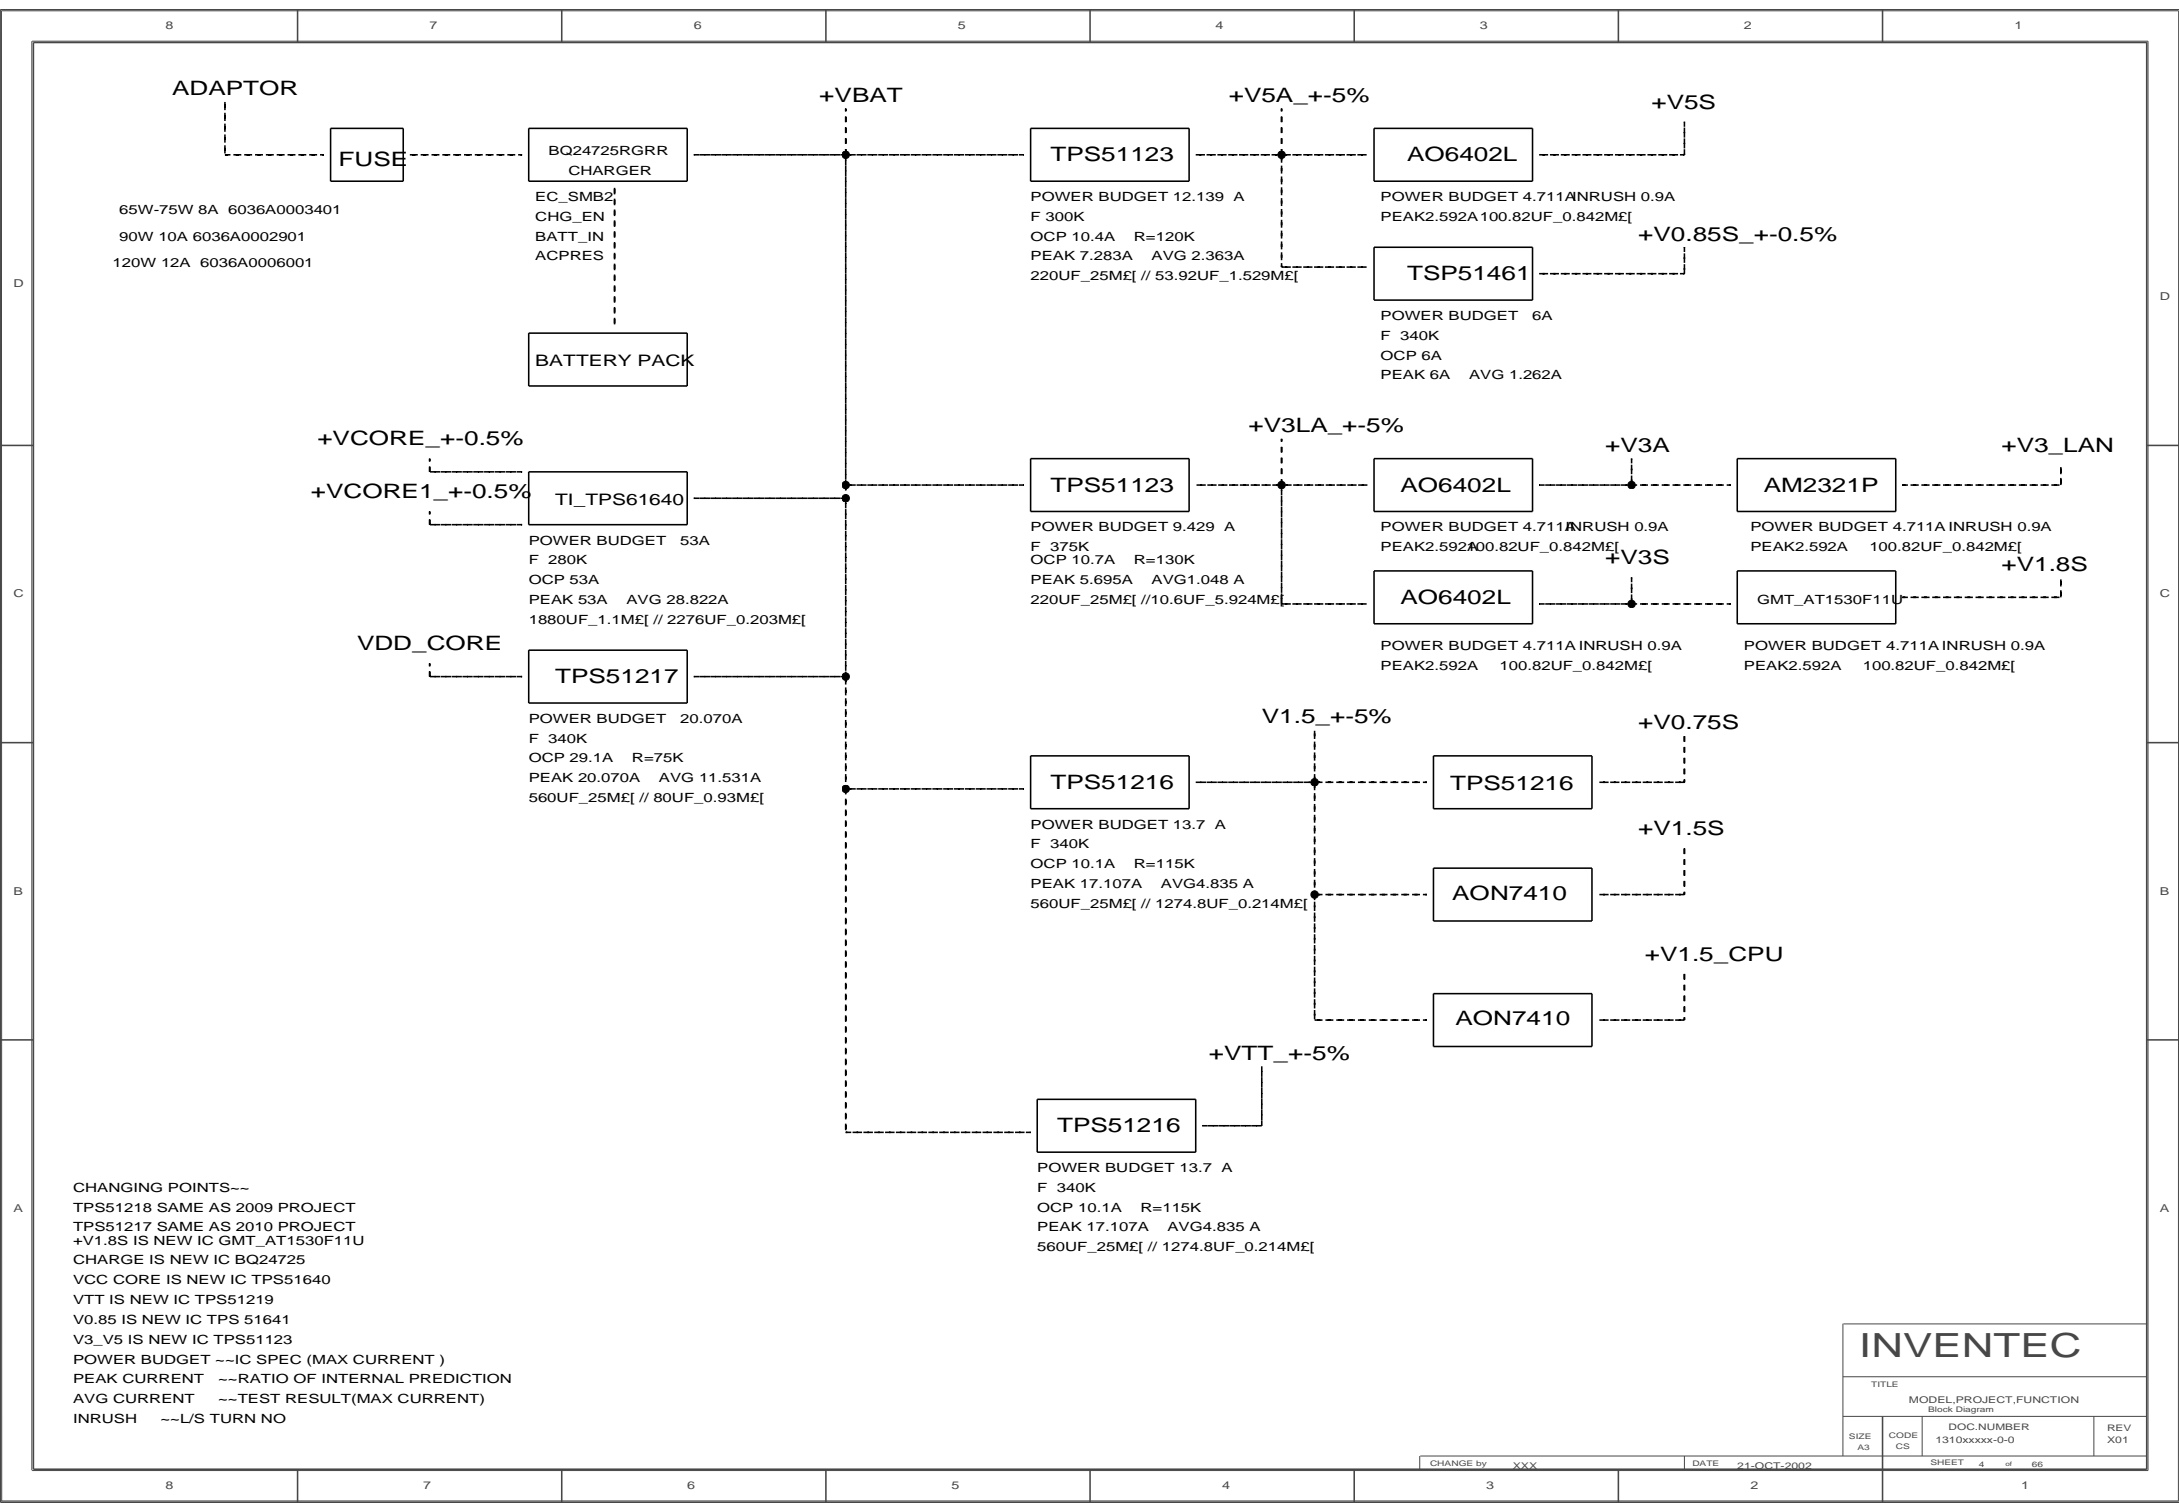 8 7 6 5 4 3 2 1
ADAPTOR
FUSE
65W-75W 8A 6036A0003401
90W 10A 6036A0002901
120W 12A 6036A0006001
BQ24725RGRR
CHARGER
EC_SMB2
CHG_EN
BATT_IN
ACPRES
BATTERY PACK
+VBAT
+VCORE_+-0.5%
+VCORE1_+-0.5%
TI_TPS61640
POWER BUDGET 53A
F 280K
OCP 53A
PEAK 53A AVG 28.822A
1880UF_1.1M£[ // 2276UF_0.203M£[
VDD_CORE
TPS51217
POWER BUDGET 20.070A
F 340K
OCP 29.1A R=75K
PEAK 20.070A AVG 11.531A
560UF_25M£[ // 80UF_0.93M£[
+V5A_+-5%
TPS51123
POWER BUDGET 12.139 A
F 300K
OCP 10.4A R=120K
PEAK 7.283A AVG 2.363A
220UF_25M£[ // 53.92UF_1.529M£[
+V5S
AO6402L
POWER BUDGET 4.711A INRUSH 0.9A
PEAK2.592A 100.82UF_0.842M£[
+V0.85S_+-0.5%
TSP51461
POWER BUDGET 6A
F 340K
OCP 6A
PEAK 6A AVG 1.262A
+V3LA_+-5%
TPS51123
POWER BUDGET 9.429 A
F 375K
OCP 10.7A R=130K
PEAK 5.695A AVG1.048 A
220UF_25M£[ //10.6UF_5.924M£[
+V3A
AO6402L
POWER BUDGET 4.711A INRUSH 0.9A
PEAK2.592A 100.82UF_0.842M£[
+V3_LAN
AM2321P
POWER BUDGET 4.711A INRUSH 0.9A
PEAK2.592A 100.82UF_0.842M£[
+V3S
AO6402L
POWER BUDGET 4.711A INRUSH 0.9A
PEAK2.592A 100.82UF_0.842M£[
+V1.8S
GMT_AT1530F11U
POWER BUDGET 4.711A INRUSH 0.9A
PEAK2.592A 100.82UF_0.842M£[
V1.5_+-5%
TPS51216
POWER BUDGET 13.7 A
F 340K
OCP 10.1A R=115K
PEAK 17.107A AVG4.835 A
560UF_25M£[ // 1274.8UF_0.214M£[
+V0.75S
TPS51216
+V1.5S
AON7410
+V1.5_CPU
AON7410
+VTT_+-5%
TPS51216
POWER BUDGET 13.7 A
F 340K
OCP 10.1A R=115K
PEAK 17.107A AVG4.835 A
560UF_25M£[ // 1274.8UF_0.214M£[
CHANGING POINTS~~
TPS51218 SAME AS 2009 PROJECT
TPS51217 SAME AS 2010 PROJECT
+V1.8S IS NEW IC GMT_AT1530F11U
CHARGE IS NEW IC BQ24725
VCC CORE IS NEW IC TPS51640
VTT IS NEW IC TPS51219
V0.85 IS NEW IC TPS 51641
V3_V5 IS NEW IC TPS51123
POWER BUDGET ~~IC SPEC (MAX CURRENT )
PEAK CURRENT ~~RATIO OF INTERNAL PREDICTION
AVG CURRENT ~~TEST RESULT(MAX CURRENT)
INRUSH ~~L/S TURN NO
D D
C C
B B
A A
INVENTEC
TITLE
MODEL,PROJECT,FUNCTION
Block Diagram
SIZE CODE DOC.NUMBER REV
A3 CS 1310xxxxx-0-0 X01
CHANGE by XXX DATE 21-OCT-2002 SHEET 4 of 66
8 7 6 5 4 3 2 1